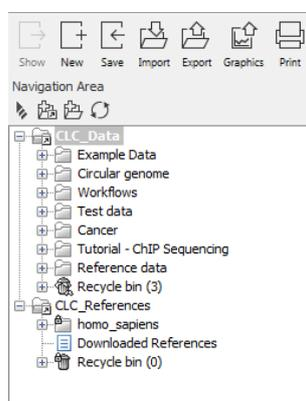 Show New Save Import Export Graphics Print
Navigation Area
CLC_Data
Example Data
Circular genome
Workflows
Test data
Cancer
Tutorial - ChIP Sequencing
Reference data
Recycle bin (3)
CLC_References
homo_sapiens
Downloaded References
Recycle bin (0)